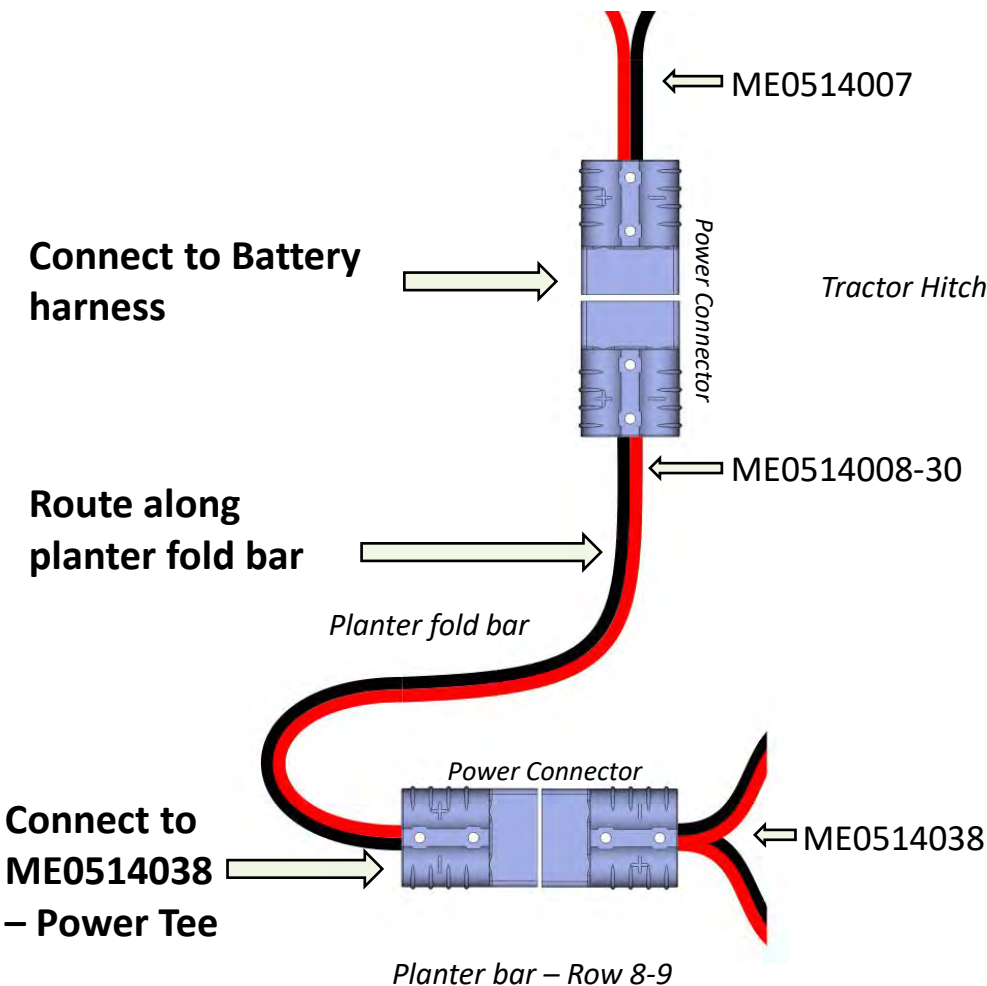 ME0514007
Connect to Battery
harness
Power Connector
Tractor Hitch
ME0514008-30
Route along
planter fold bar
Planter fold bar
Power Connector
Connect to
ME0514038
– Power Tee
ME0514038
Planter bar – Row 8-9